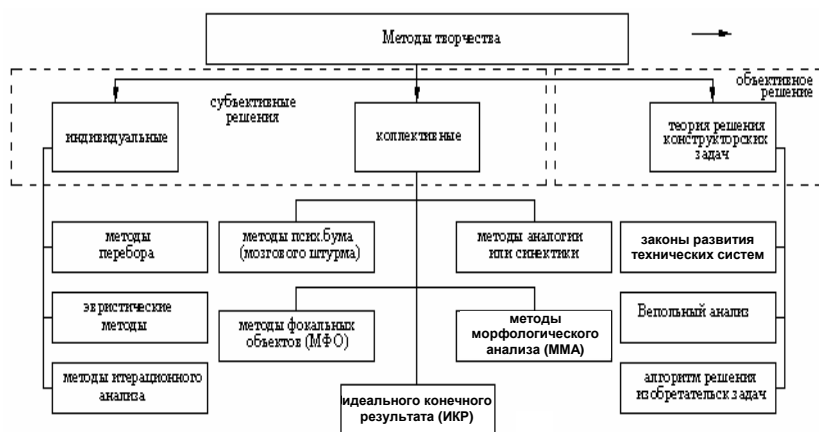 Методы творчества
субъективные
решения
объективное
решение
индивидуальные
коллективные
теория решения
конструкторских
задач
методы
перебора
методы псих.бума
(мозгового штурма)
методы аналогии
или синектики
законы развития
технических систем
эвристические
методы
методы фокальных
объектов (МФО)
методы
морфологического
анализа (ММА)
Вепольный анализ
методы итерационного
анализа
идеального конечного
результата (ИКР)
алгоритм решения
изобретательск.задач